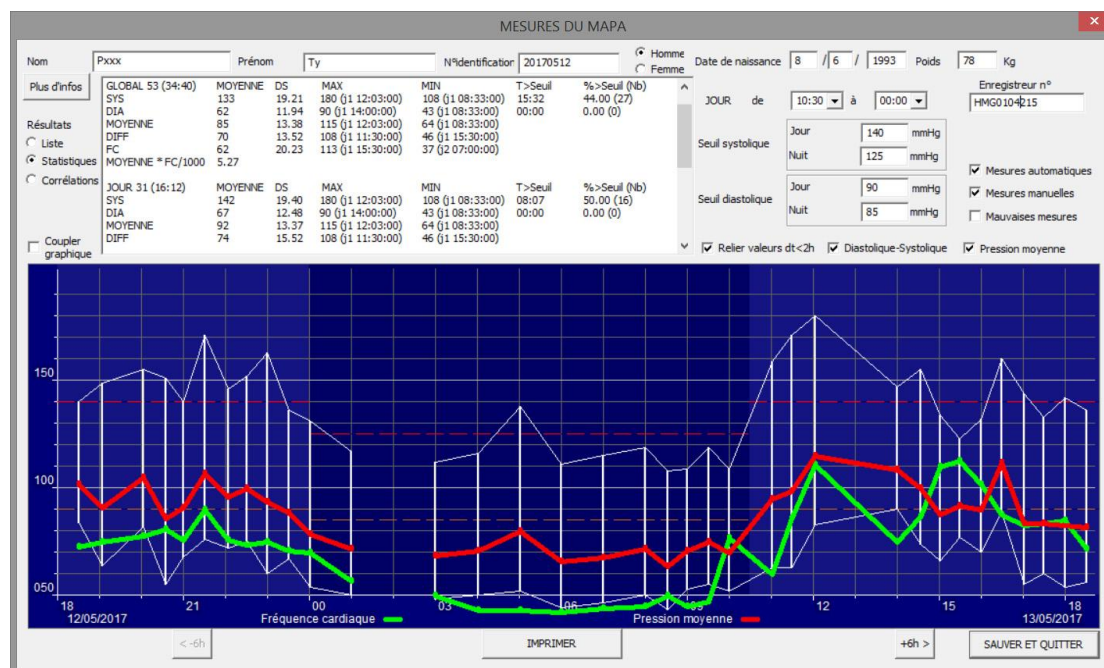 MESURES DU MAPA
Nom Pxxx Prénom Ty N°identification 20170512 Homme Femme Date de naissance 8 / 6 / 1993 Poids 78 Kg
Plus d'infos
Résultats
Liste
Statistiques
Corrélations
Coupler graphique
GLOBAL 53 (34:40) MOYENNE DS MAX MIN T>Seuil %>Seuil (Nb)
SYS 133 19.21 180 (j1 12:03:00) 108 (j1 08:33:00) 15:32 44.00 (27)
DIA 62 11.94 90 (j1 14:00:00) 43 (j1 08:33:00) 00:00 0.00 (0)
MOYENNE 85 13.38 115 (j1 12:03:00) 64 (j1 08:33:00)
DIFF 70 13.52 108 (j1 11:30:00) 46 (j1 15:30:00)
FC 62 20.23 113 (j1 15:30:00) 37 (j2 07:00:00)
MOYENNE * FC/1000 5.27
JOUR 31 (16:12) MOYENNE DS MAX MIN T>Seuil %>Seuil (Nb)
SYS 142 19.40 180 (j1 12:03:00) 108 (j1 08:33:00) 08:07 50.00 (16)
DIA 67 12.48 90 (j1 14:00:00) 43 (j1 08:33:00) 00:00 0.00 (0)
MOYENNE 92 13.37 115 (j1 12:03:00) 64 (j1 08:33:00)
DIFF 74 15.52 108 (j1 11:30:00) 46 (j1 15:30:00)
JOUR de 10:30 à 00:00
Seuil systolique
Jour 140 mmHg
Nuit 125 mmHg
Seuil diastolique
Jour 90 mmHg
Nuit 85 mmHg
Enregistreur n°
HMG0104215
Mesures automatiques
Mesures manuelles
Mauvaises mesures
Relier valeurs dt<2h Diastolique-Systolique Pression moyenne
150
100
050
18 21 00 03 06 09 12 15 18
12/05/2017 Fréquence cardiaque Pression moyenne 13/05/2017
< -6h IMPRIMER +6h > SAUVER ET QUITTER